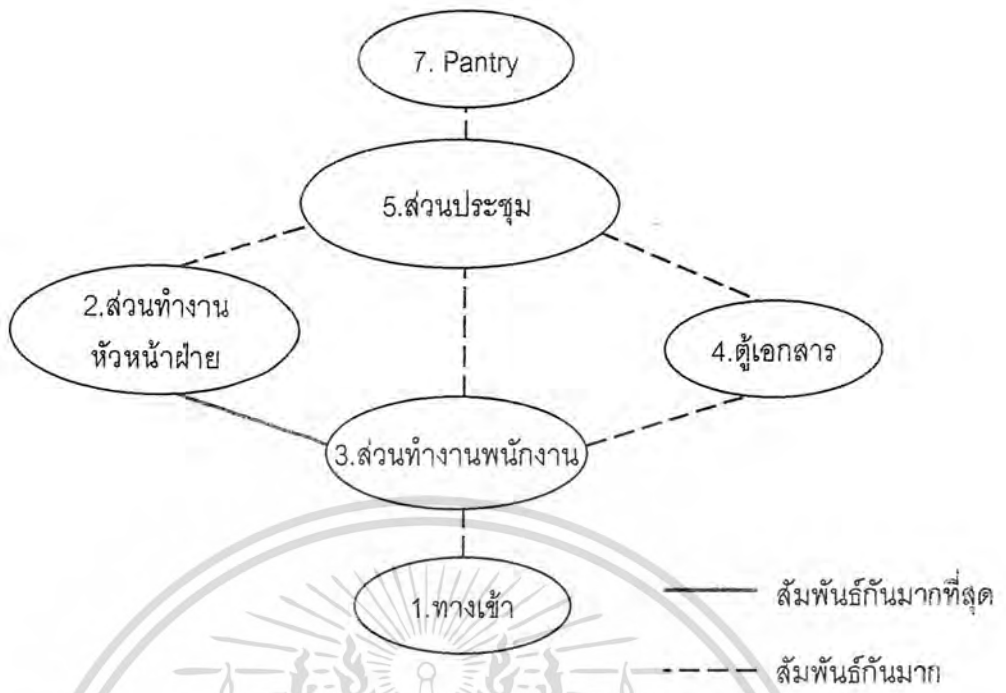 7. Pantry
5.ส่วนประชุม
2.ส่วนทำงาน
หัวหน้าฝ่าย
4.ตู้เอกสาร
3.ส่วนทำงานพนักงาน
1.ทางเข้า
สัมพันธ์กันมากที่สุด
สัมพันธ์กันมาก